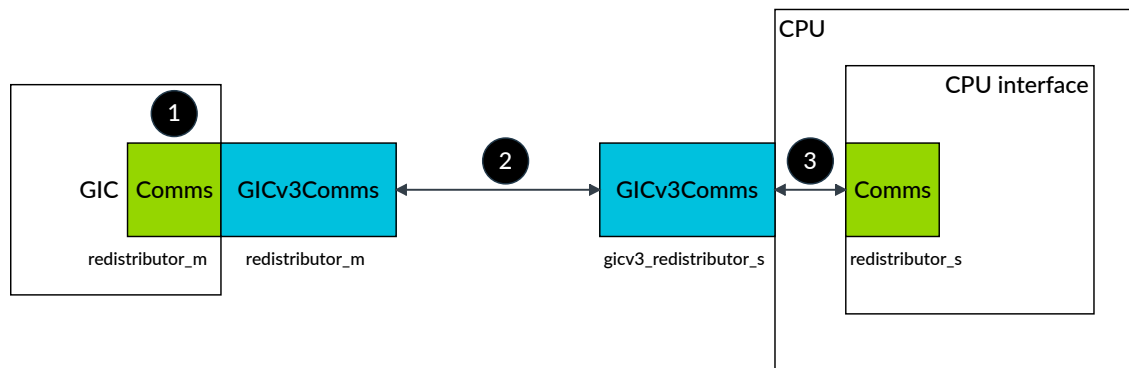 CPU
CPU interface
1
2
3
GIC
Comms
GICv3Comms
GICv3Comms
Comms
redistributor_m
redistributor_m
gicv3_redistributor_s
redistributor_s